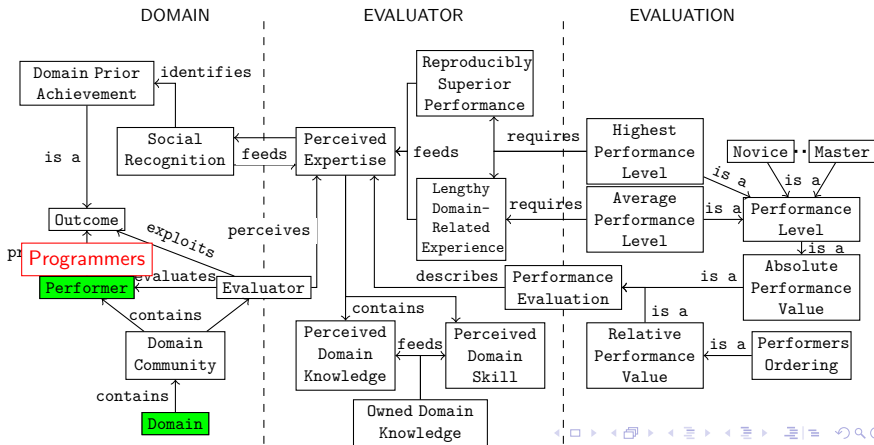 DOMAIN
EVALUATOR
EVALUATION
Domain Prior
Achievement
identifies
Social
Recognition
feeds
is a
Outcome
exploits
Programmers
Performer
evaluates
Evaluator
perceives
contains
Domain
Community
contains
Domain
Perceived
Expertise
feeds
Reproducibly
Superior
Performance
Lengthy
Domain-
Related
Experience
requires
requires
describes
Performance
Evaluation
contains
Perceived
Domain
Knowledge
feeds
Perceived
Domain
Skill
Owned Domain
Knowledge
Highest
Performance
Level
Average
Performance
Level
is a
is a
Novice
··
Master
is a
Performance
Level
is a
Absolute
Performance
Value
is a
is a
Relative
Performance
Value
is a
Performers
Ordering